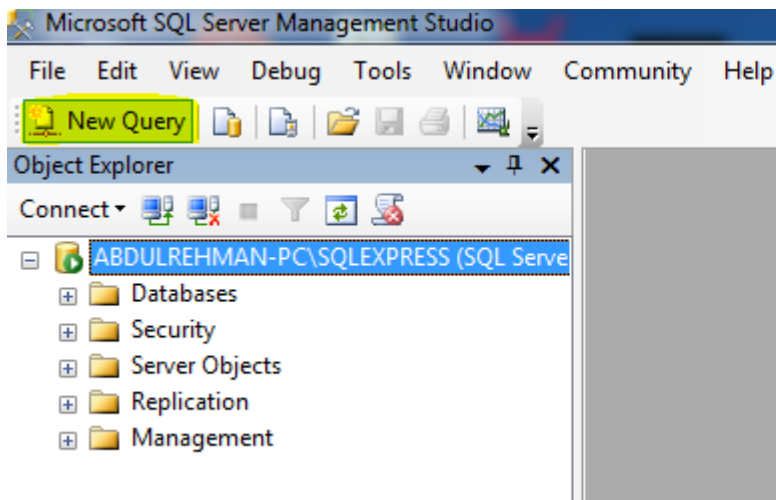 Microsoft SQL Server Management Studio
File Edit View Debug Tools Window Community Help
New Query
Object Explorer
Connect
ABDULREHMAN-PC\SQLEXPRESS (SQL Serve
Databases
Security
Server Objects
Replication
Management